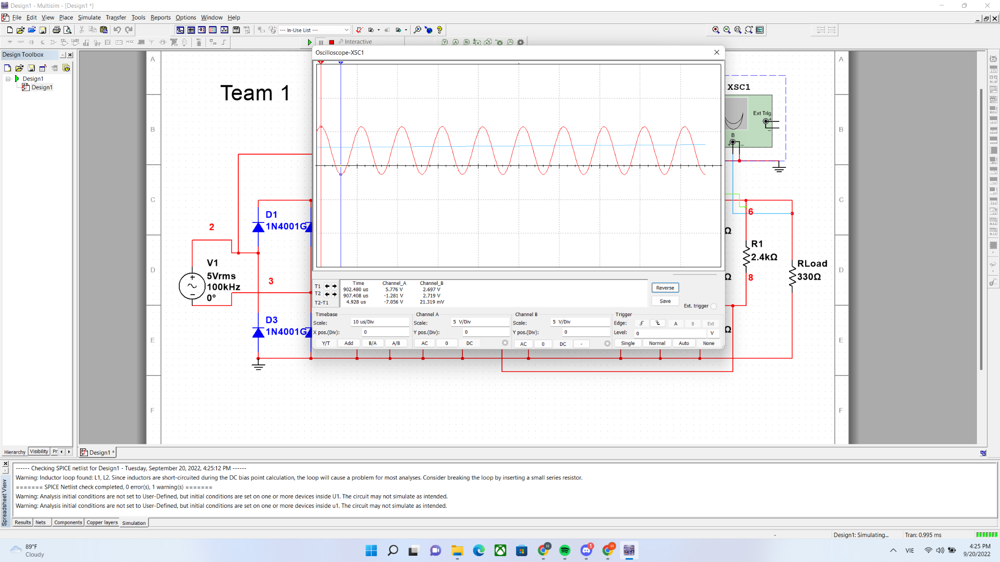 Design1 - Multisim - [Design1 *]
File Edit View Place Simulate Transfer Tools Reports Options Window Help
--- In-Use List ---
Interactive
Design Toolbox
Design1
Design1
Hierarchy Visibility Pr
Team 1
A
B
C
D
E
F
2
V1
5Vrms
100kHz
0°
3
D1
1N4001G
D3
1N4001G
Oscilloscope-XSC1
Time Channel_A Channel_B
T1 902.480 us 5.776 V 2.697 V
T2 907.408 us -1.281 V 2.719 V
T2-T1 4.928 us -7.056 V 21.319 mV
Reverse
Save
Ext. trigger
Timebase
Scale: 10 us/Div
X pos.(Div): 0
Y/T Add B/A A/B
Channel A
Scale: 5 V/Div
Y pos.(Div): 0
AC 0 DC
Channel B
Scale: 5 V/Div
Y pos.(Div): 0
AC 0 DC -
Trigger
Edge: A B Ext
Level: 0 V
Single Normal Auto None
XSC1
Ext Trig
B
6
Ω
R1
2.4kΩ
Ω
8
Ω
RLoad
330Ω
A
B
C
D
E
F
Design1 *
Spreadsheet View
------ Checking SPICE netlist for Design1 - Tuesday, September 20, 2022, 4:25:12 PM ------
Warning: Inductor loop found: L1, L2. Since inductors are short-circuited during the DC bias point calculation, the loop will cause a problem for most analyses. Consider breaking the loop by inserting a small series resistor.
======= SPICE Netlist check completed, 0 error(s), 1 warning(s) =======
Warning: Analysis initial conditions are not set to User-Defined, but initial conditions are set on one or more devices inside U1. The circuit may not simulate as intended.
Warning: Analysis initial conditions are not set to User-Defined, but initial conditions are set on one or more devices inside u1. The circuit may not simulate as intended.
Results Nets Components Copper layers Simulation
- Design1: Simulating... Tran: 0.995 ms
89°F
Cloudy
1
VIE
4:25 PM
9/20/2022